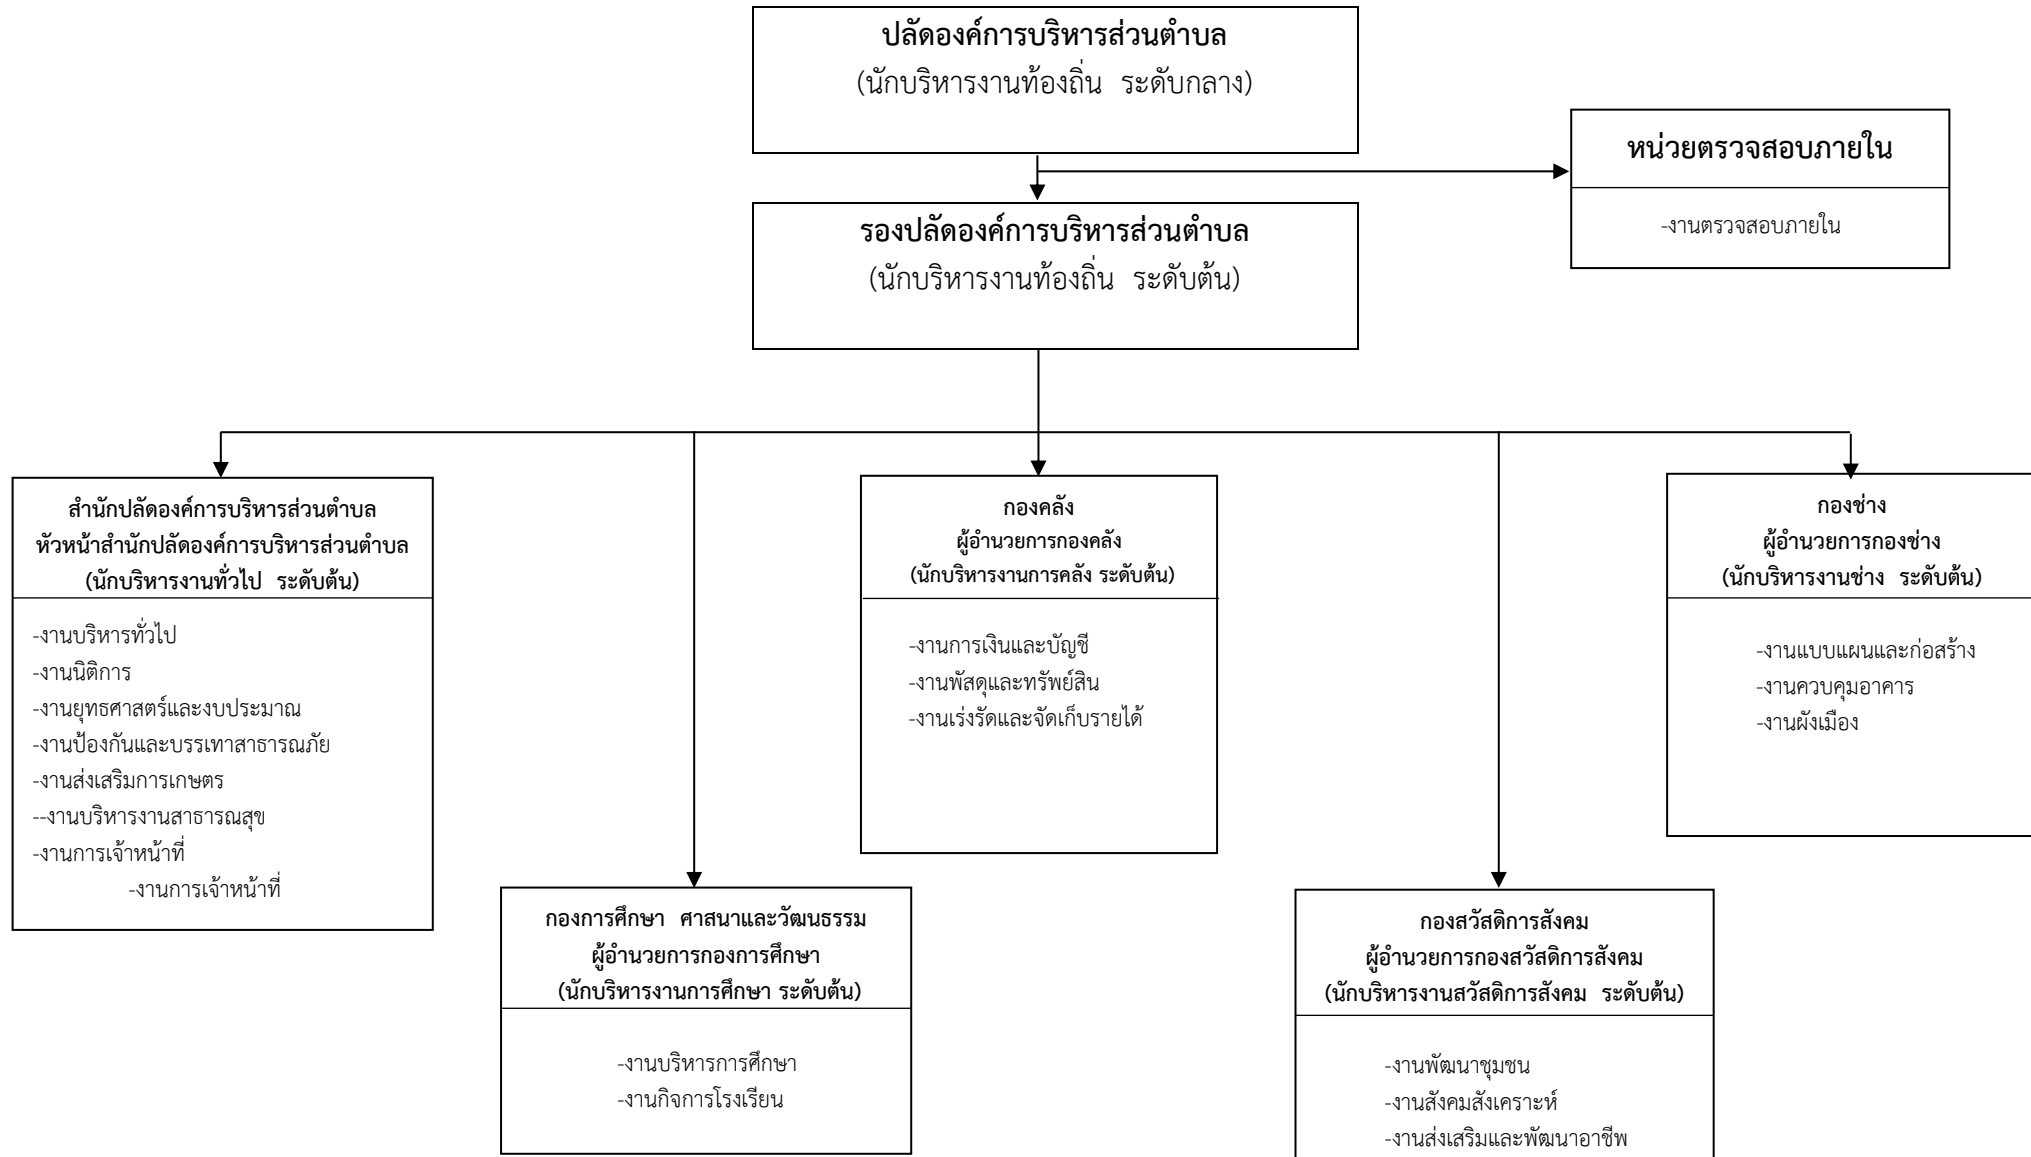 ปลัดองค์การบริหารส่วนตำบล
(นักบริหารงานท้องถิ่น ระดับกลาง)
หน่วยตรวจสอบภายใน
-งานตรวจสอบภายใน
รองปลัดองค์การบริหารส่วนตำบล
(นักบริหารงานท้องถิ่น ระดับต้น)
สำนักปลัดองค์การบริหารส่วนตำบล
หัวหน้าสำนักปลัดองค์การบริหารส่วนตำบล
(นักบริหารงานทั่วไป ระดับต้น)
-งานบริหารทั่วไป
-งานนิติการ
-งานยุทธศาสตร์และงบประมาณ
-งานป้องกันและบรรเทาสาธารณภัย
-งานส่งเสริมการเกษตร
--งานบริหารงานสาธารณสุข
-งานการเจ้าหน้าที่
-งานการเจ้าหน้าที่
กองคลัง
ผู้อำนวยการกองคลัง
(นักบริหารงานการคลัง ระดับต้น)
-งานการเงินและบัญชี
-งานพัสดุและทรัพย์สิน
-งานเร่งรัดและจัดเก็บรายได้
กองช่าง
ผู้อำนวยการกองช่าง
(นักบริหารงานช่าง ระดับต้น)
-งานแบบแผนและก่อสร้าง
-งานควบคุมอาคาร
-งานผังเมือง
กองการศึกษา ศาสนาและวัฒนธรรม
ผู้อำนวยการกองการศึกษา
(นักบริหารงานการศึกษา ระดับต้น)
-งานบริหารการศึกษา
-งานกิจการโรงเรียน
กองสวัสดิการสังคม
ผู้อำนวยการกองสวัสดิการสังคม
(นักบริหารงานสวัสดิการสังคม ระดับต้น)
-งานพัฒนาชุมชน
-งานสังคมสังเคราะห์
-งานส่งเสริมและพัฒนาอาชีพ